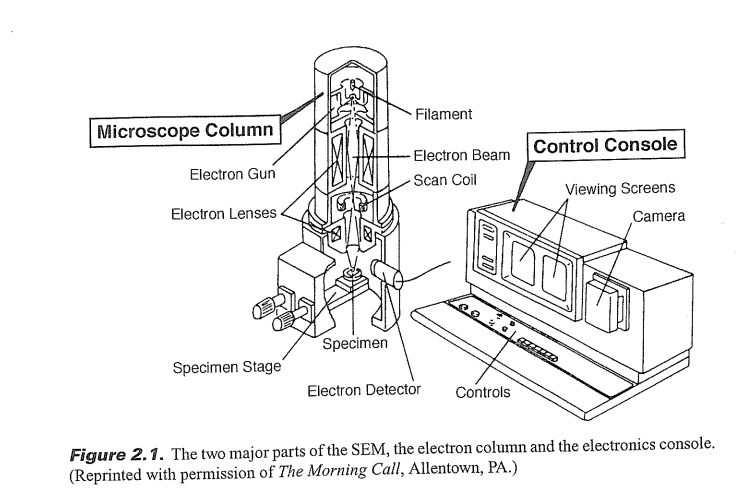 Microscope Column
Filament
Control Console
Electron Gun
Electron Beam
Scan Coil
Viewing Screens
Electron Lenses
Camera
Specimen
Specimen Stage
Electron Detector
Controls
Figure 2.1. The two major parts of the SEM, the electron column and the electronics console.
(Reprinted with permission of The Morning Call, Allentown, PA.)